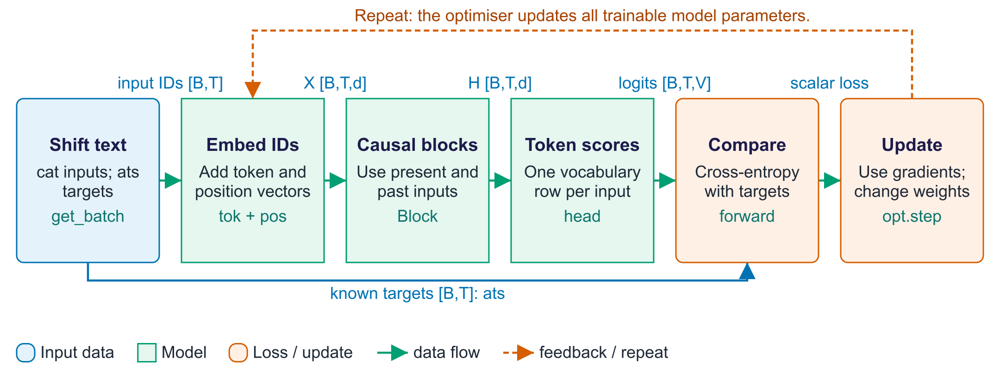 Repeat: the optimiser updates all trainable model parameters.
input IDs [B,T]
X [B,T,d]
H [B,T,d]
logits [B,T,V]
scalar loss
Shift text
cat inputs; ats
targets
get_batch
Embed IDs
Add token and
position vectors
tok + pos
Causal blocks
Use present and
past inputs
Block
Token scores
One vocabulary
row per input
head
Compare
Cross-entropy
with targets
forward
Update
Use gradients;
change weights
opt.step
known targets [B,T]: ats
Input data
Model
Loss / update
data flow
feedback / repeat